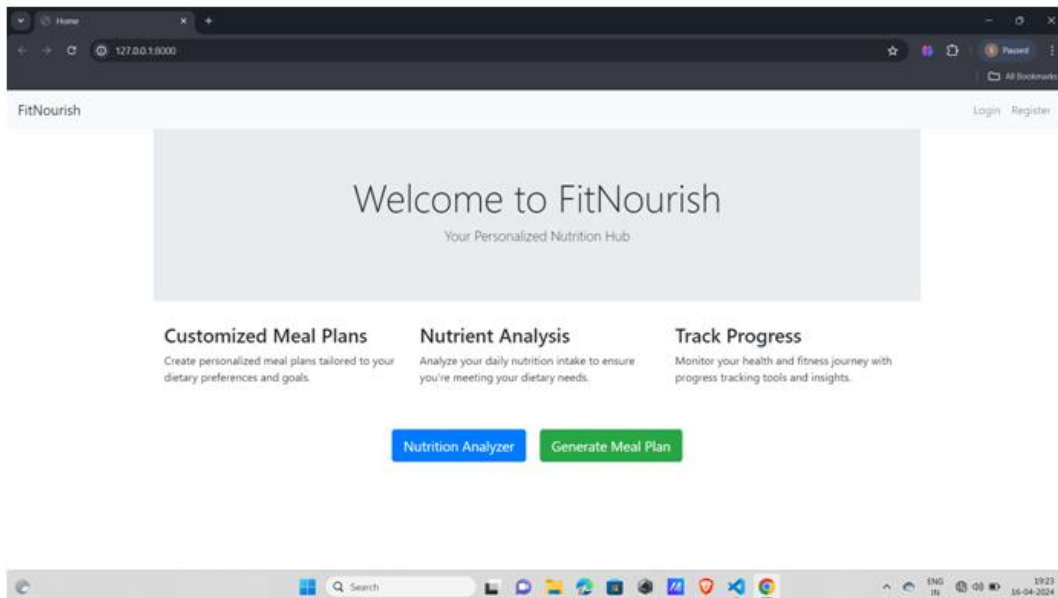 Home
127.0.0.1:8000
Paused
All Bookmarks
FitNourish
Login Register
Welcome to FitNourish
Your Personalized Nutrition Hub
Customized Meal Plans
Create personalized meal plans tailored to your
dietary preferences and goals.
Nutrient Analysis
Analyze your daily nutrition intake to ensure
you're meeting your dietary needs.
Track Progress
Monitor your health and fitness journey with
progress tracking tools and insights.
Nutrition Analyzer
Generate Meal Plan
Search
ENG
IN
19:23
16-04-2024